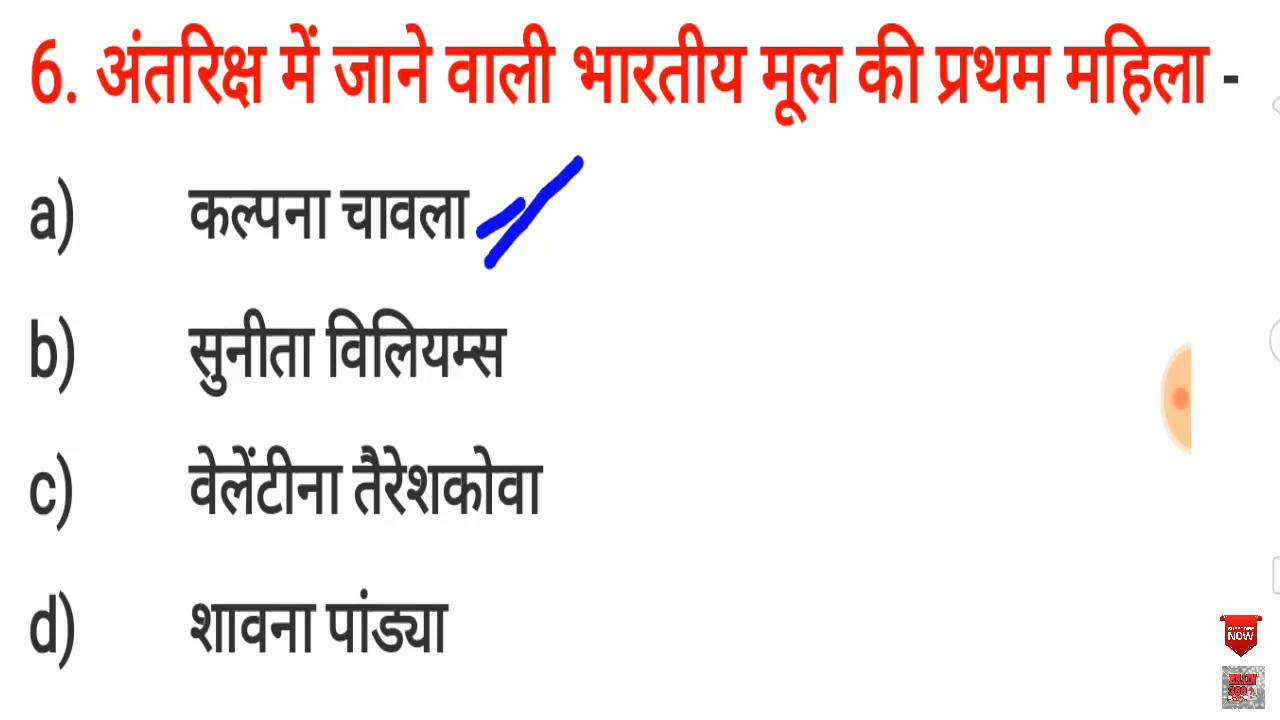 6. अंतरिक्ष में जाने वाली भारतीय मूल की प्रथम महिला -
a) कल्पना चावला
b) सुनीता विलियम्स
c) वेलेंटीना तैरेशकोवा
d) शावना पांड्या
NOW